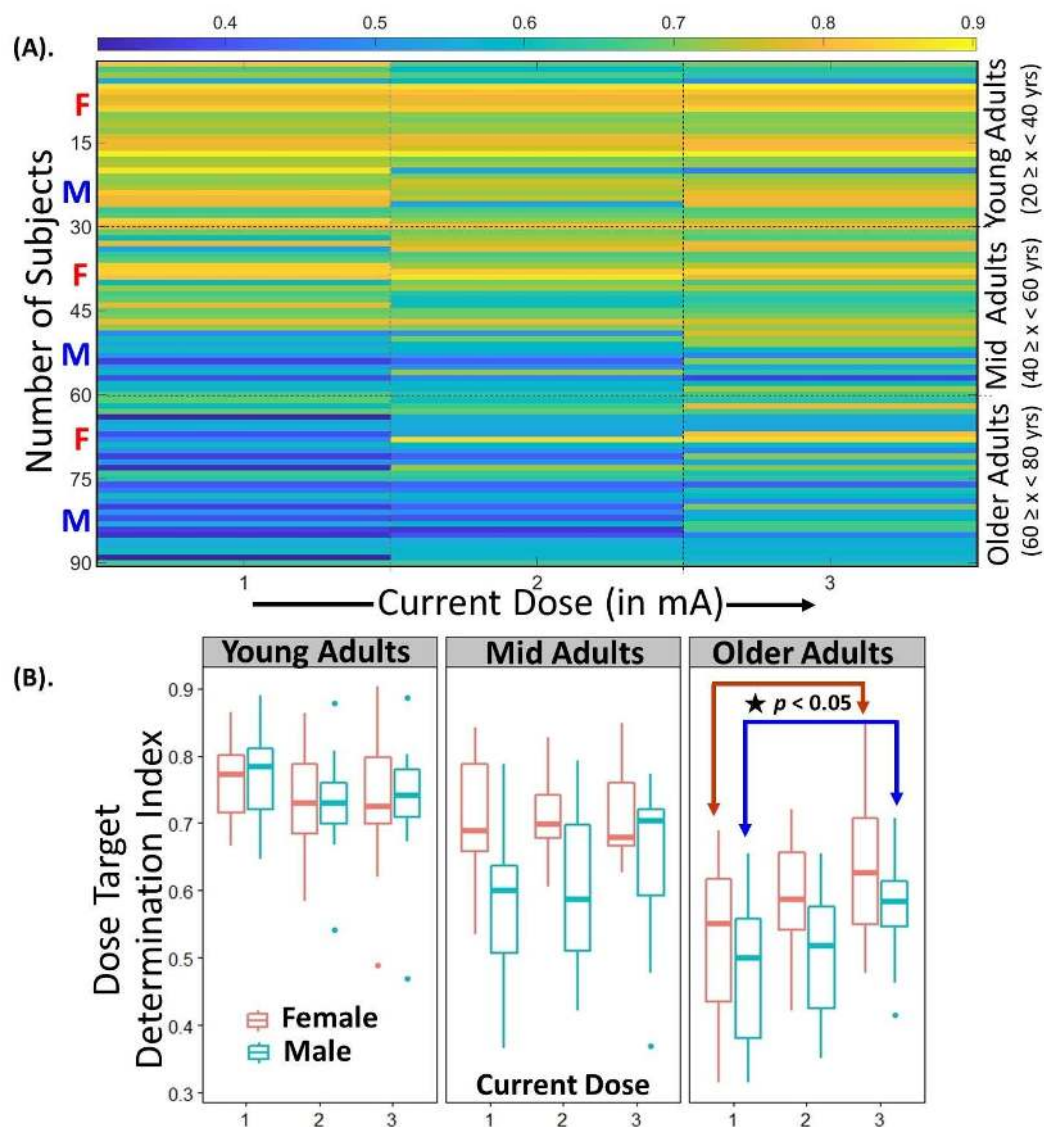 (A).
0.4 0.5 0.6 0.7 0.8 0.9
Number of Subjects
F
15
M
30
F
45
M
60
F
75
M
90
Young Adults
(20 ≥ x < 40 yrs)
Mid Adults
(40 ≥ x < 60 yrs)
Older Adults
(60 ≥ x < 80 yrs)
1 2 3
Current Dose (in mA)
(B).
Young Adults Mid Adults Older Adults
Dose Target
Determination Index
0.9
0.8
0.7
0.6
0.5
0.4
0.3
★ p < 0.05
Female
Male
Current Dose
1 2 3 1 2 3 1 2 3